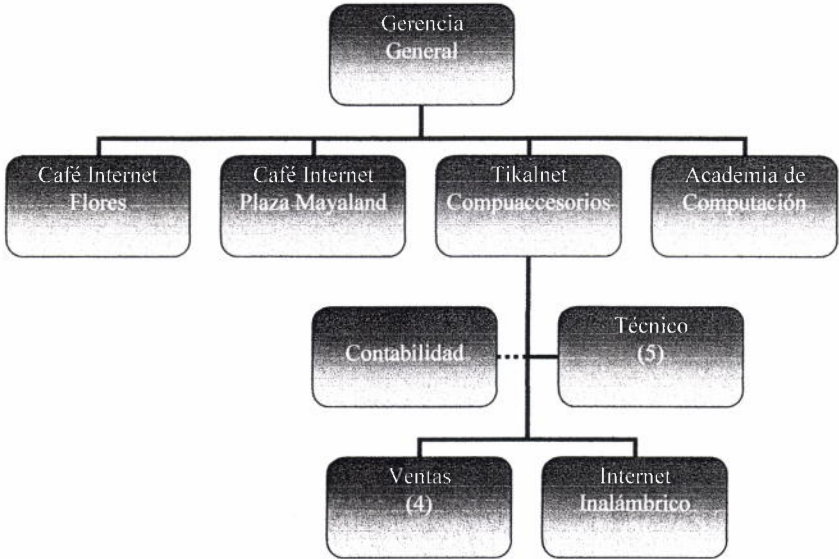 Gerencia
General
Café Internet
Flores
Café Internet
Plaza Mayaland
Tikalnet
Compuaccesorios
Academia de
Computación
Contabilidad
Técnico
(5)
Ventas
(4)
Internet
Inalámbrico